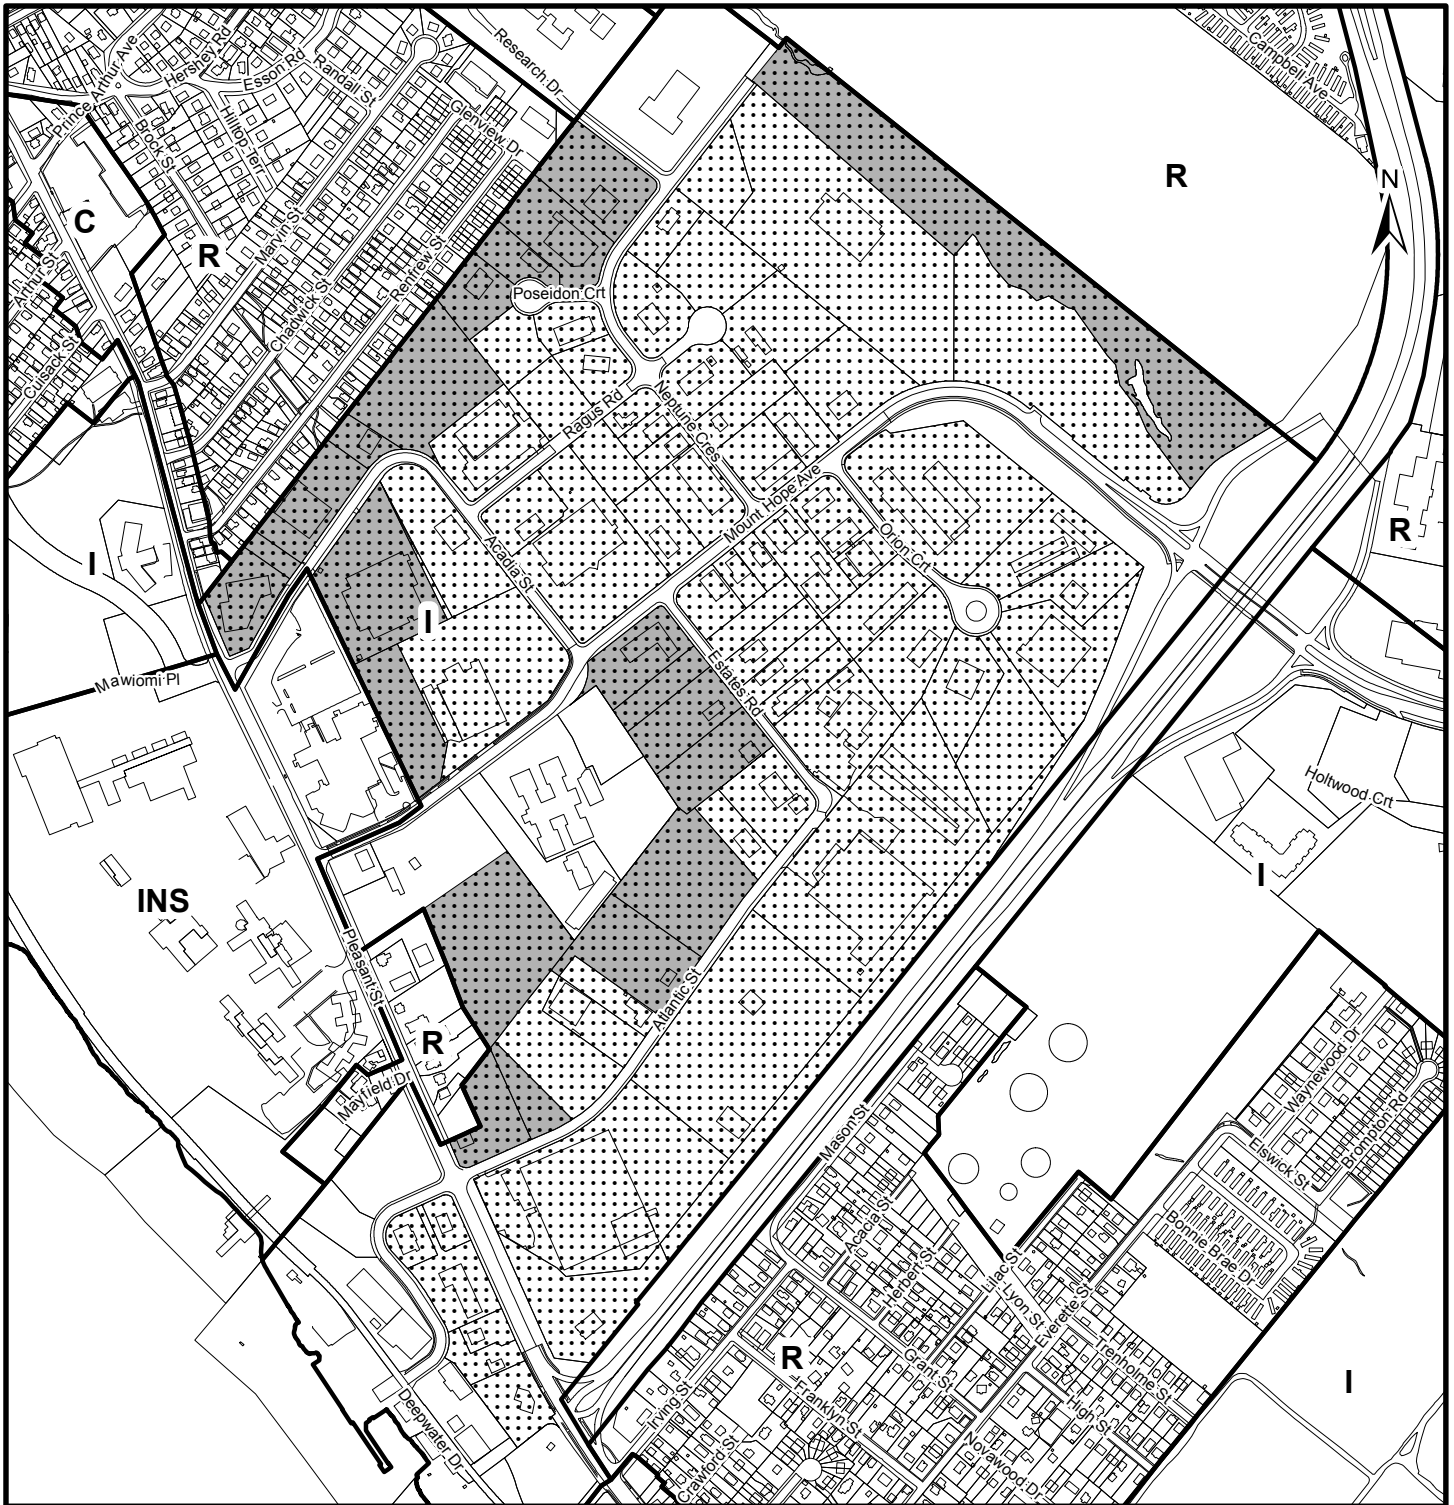 Research Dr
Campbell Ave
Prince Arthur Ave
Hershey Rd
Esson Rd
Randall St
Glenview Dr
Brock St
Hilltop Terr
R
N
C
R
Marvin St
Arthur St
Renfrew St
Chadwick St
Poseidon Crt
Cuisack St
Ragus Rd
Neptune Cres
Mount Hope Ave
Orion Crt
R
I
Acadia St
I
Estates Rd
Mawiomi Pl
Holtwood Crt
I
INS
Pleasant St
Atlantic St
R
Mayfield Dr
Waynewood Dr
Brompton Rd
Mason St
Elswick St
Acacia St
Bonnie Brae Dr
Herbert St
Lilac St
Lyon St
Everette St
R
Grant St
Trenholme St
I
Irving St
Franklyn St
High St
Deepwater Dr
Crawford St
Novawood Dr